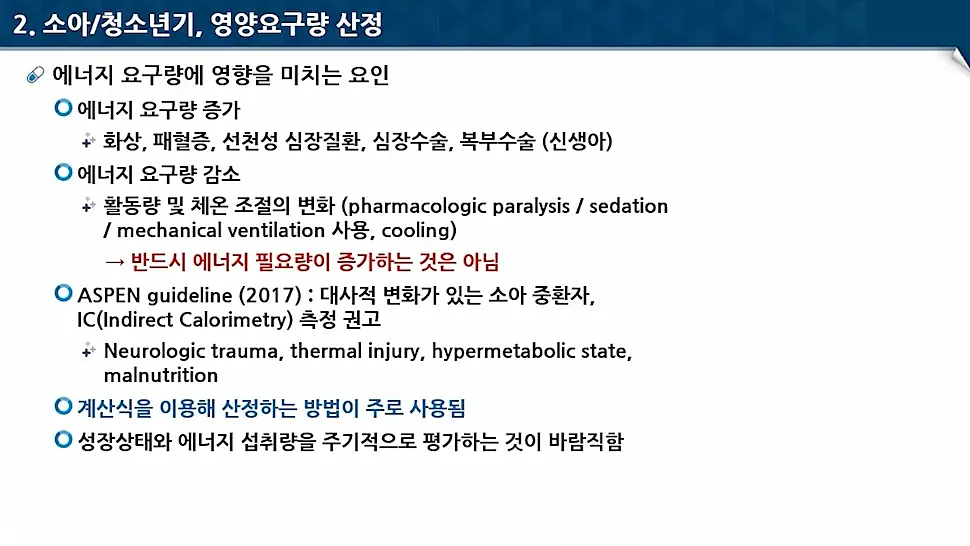 2. 소아/청소년기, 영양요구량 산정
에너지 요구량에 영향을 미치는 요인
에너지 요구량 증가
화상, 패혈증, 선천성 심장질환, 심장수술, 복부수술 (신생아)
에너지 요구량 감소
활동량 및 체온 조절의 변화 (pharmacologic paralysis / sedation
/ mechanical ventilation 사용, cooling)
→ 반드시 에너지 필요량이 증가하는 것은 아님
ASPEN guideline (2017) : 대사적 변화가 있는 소아 중환자,
IC(Indirect Calorimetry) 측정 권고
Neurologic trauma, thermal injury, hypermetabolic state,
malnutrition
계산식을 이용해 산정하는 방법이 주로 사용됨
성장상태와 에너지 섭취량을 주기적으로 평가하는 것이 바람직함